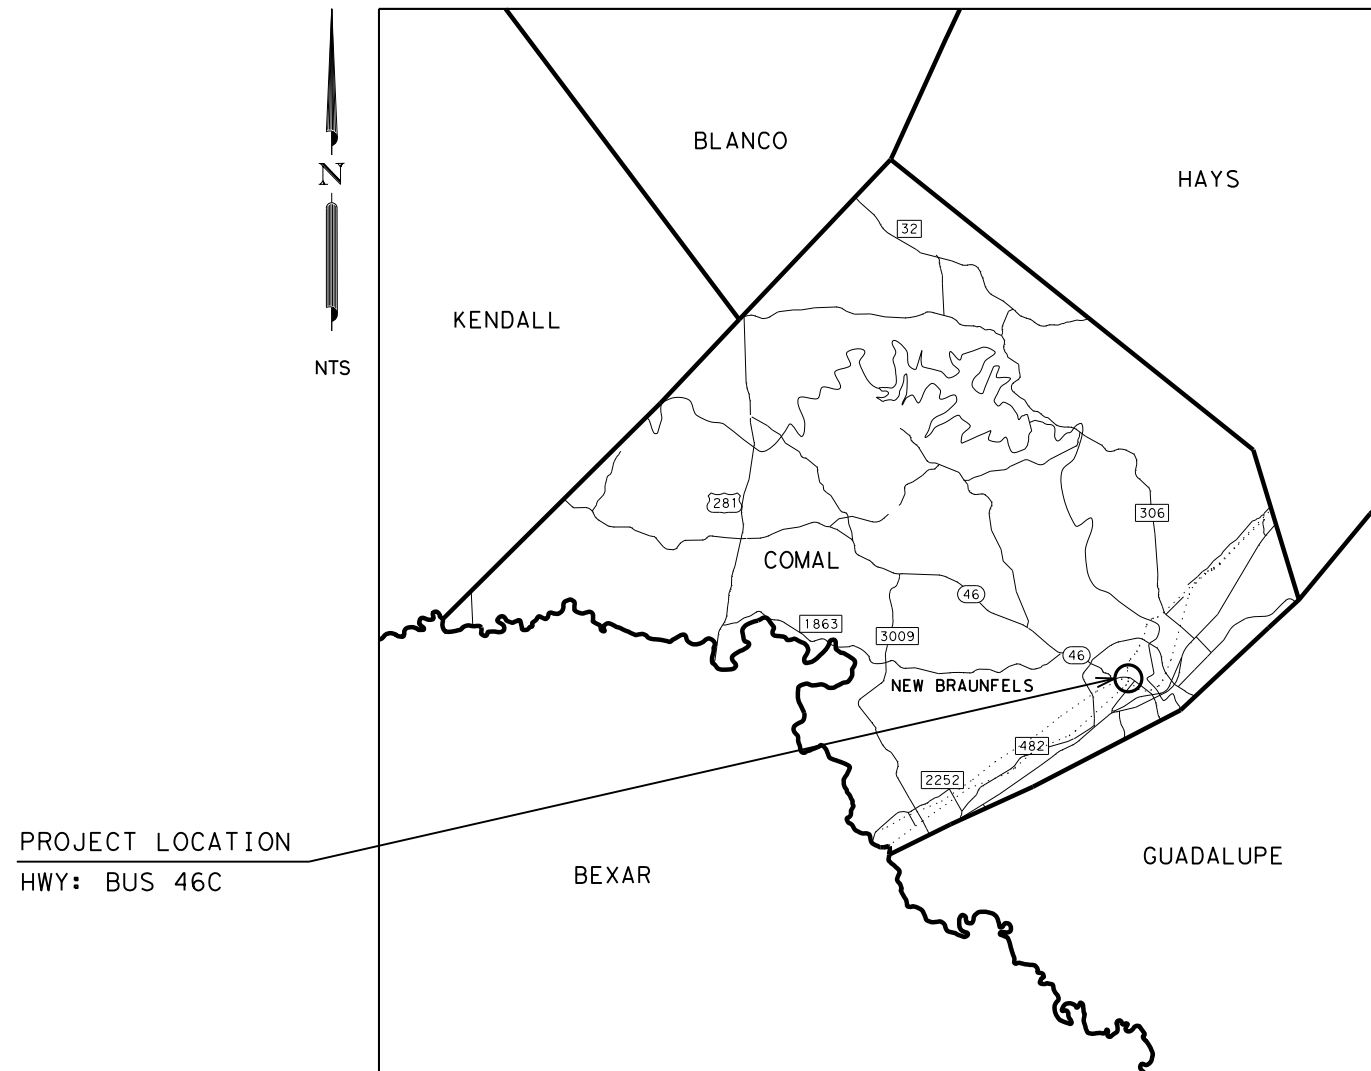 BLANCO
N
HAYS
32
KENDALL
NTS
281
306
COMAL
46
1863
3009
46
NEW BRAUNFELS
482
2252
PROJECT LOCATION
HWY: BUS 46C
BEXAR
GUADALUPE